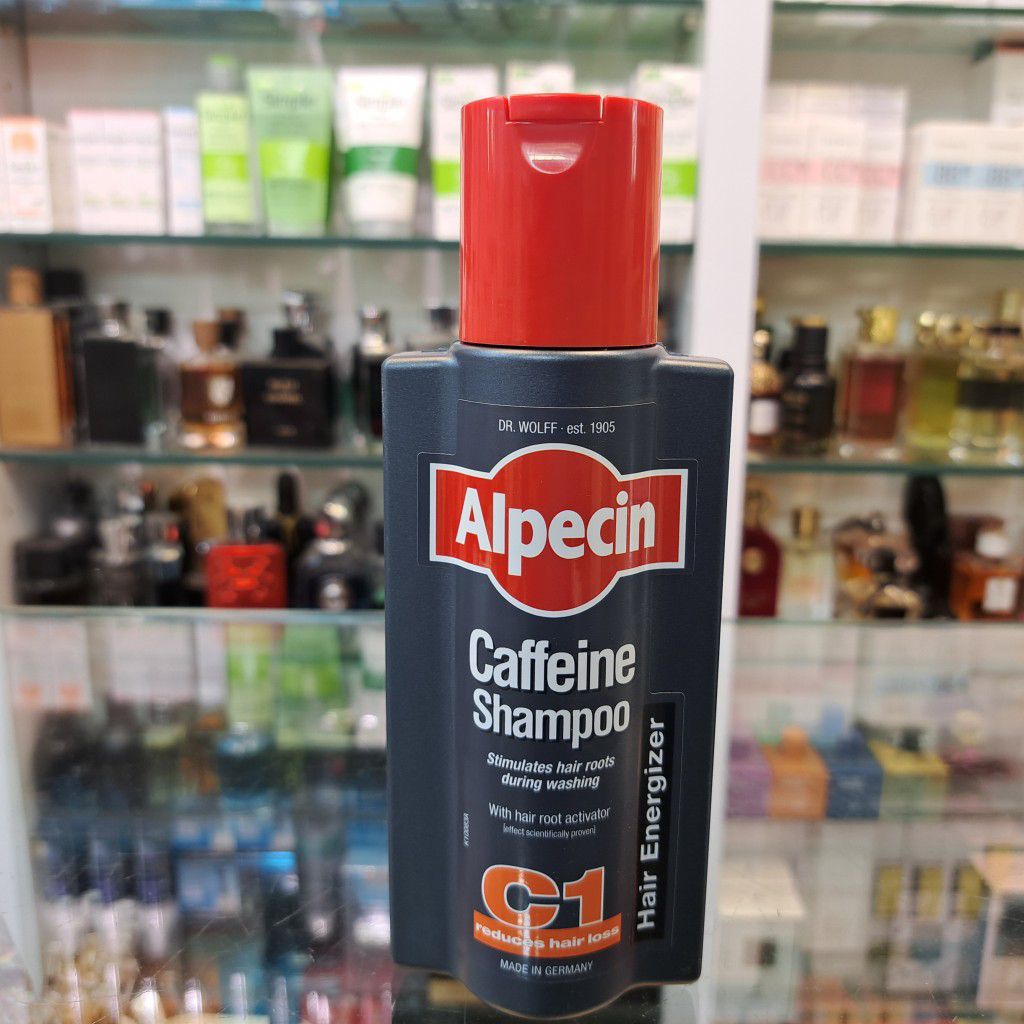 DR. WOLFF · est. 1905
Alpecin
Caffeine
Shampoo
Stimulates hair roots
during washing
With hair root activator
[effect scientifically proven]
Hair Energizer
C1
reduces hair loss
MADE IN GERMANY